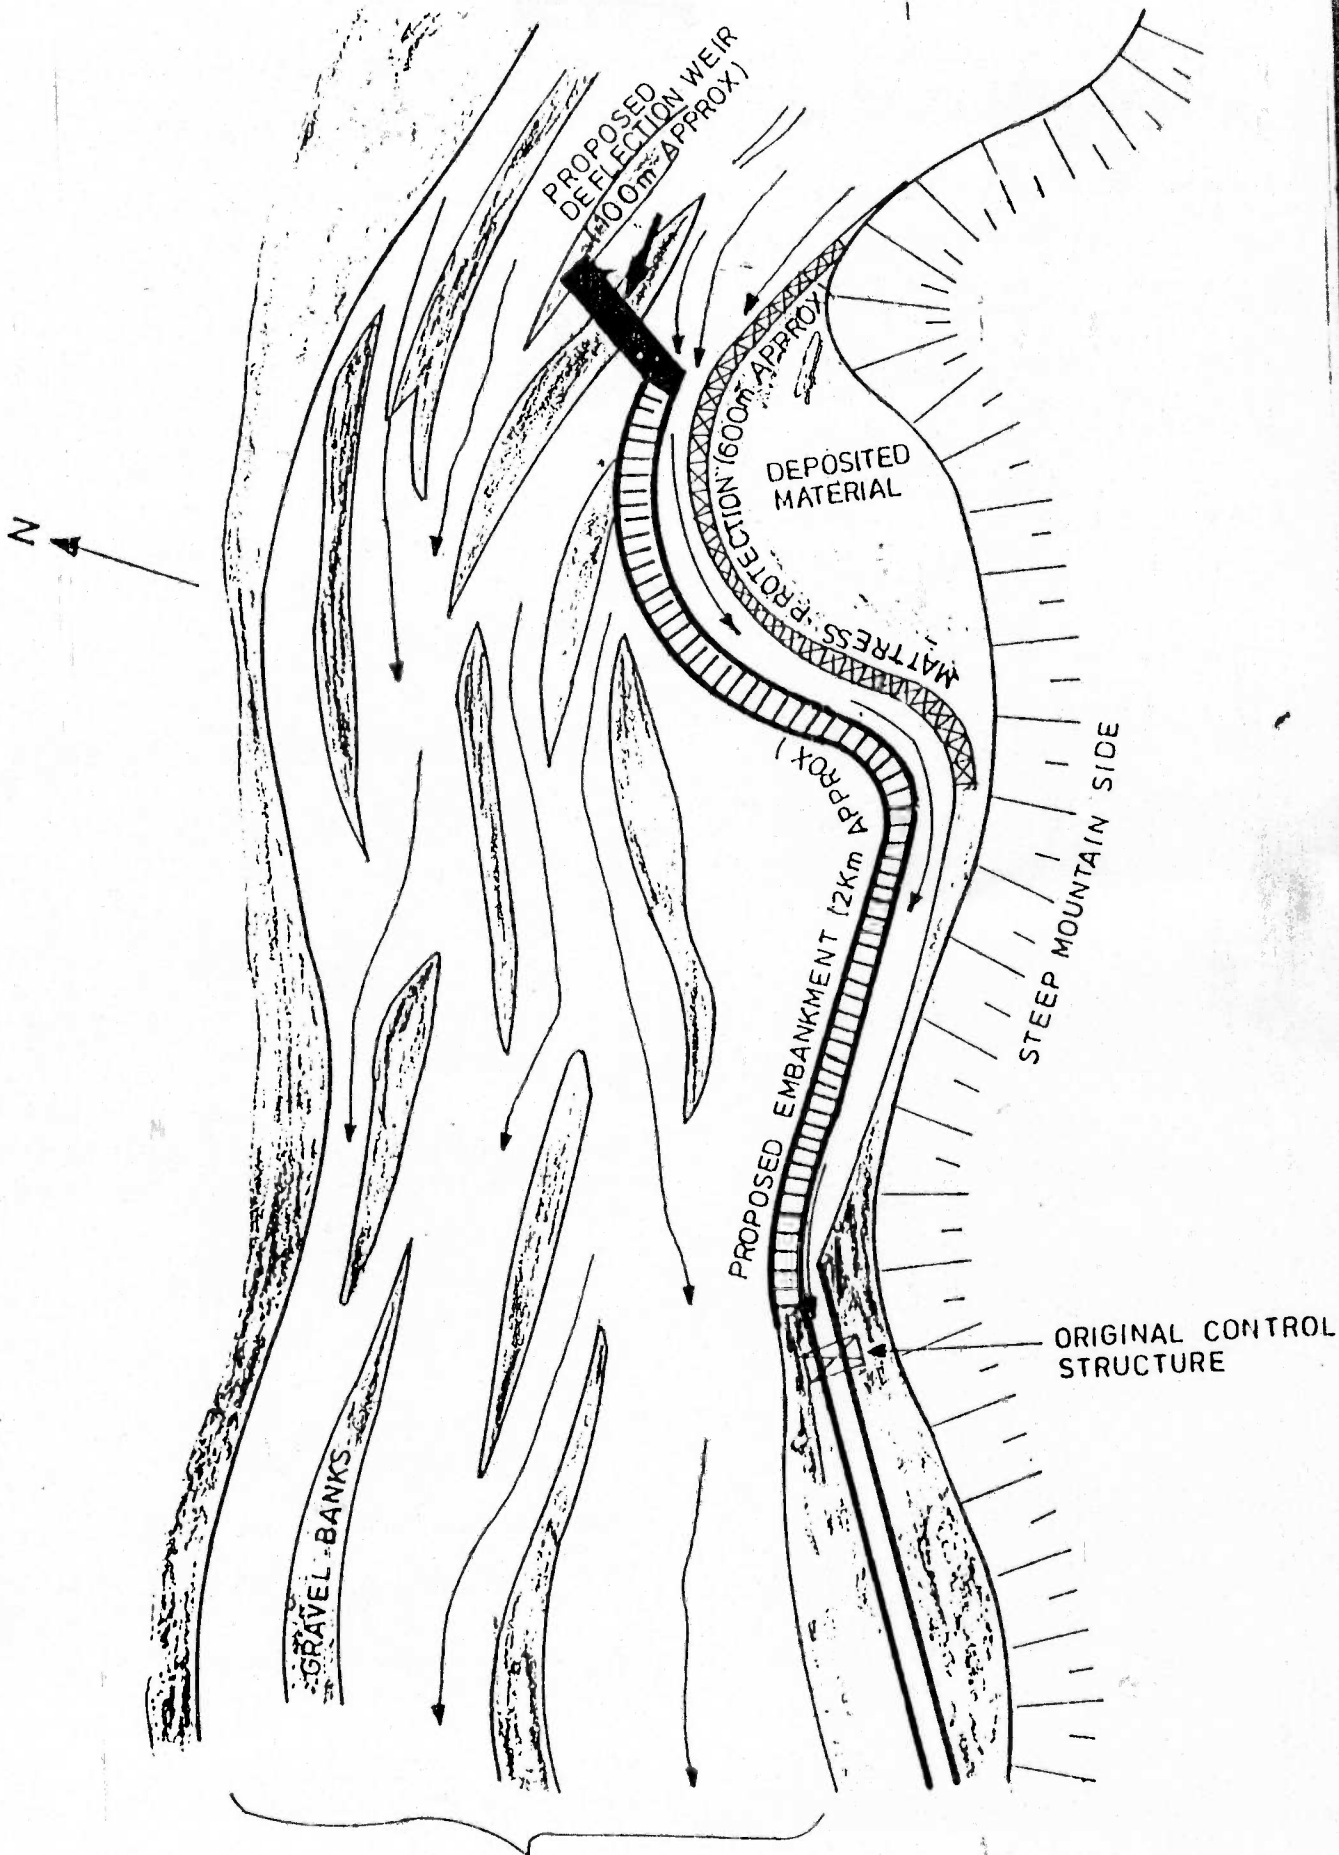 PROPOSED
DEFLECTION WEIR
(100m APPROX)
N
MATTRESS PROTECTION (600m APPROX)
DEPOSITED
MATERIAL
STEEP MOUNTAIN SIDE
PROPOSED EMBANKMENT (2Km APPROX)
ORIGINAL CONTROL
STRUCTURE
GRAVEL BANKS